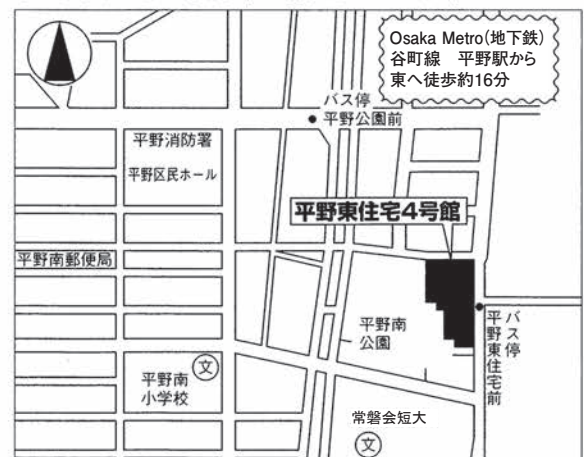 Osaka Metro(地下鉄)
谷町線　平野駅から
東へ徒歩約16分
バス停
平野公園前
平野消防署
平野区民ホール
平野東住宅4号館
平野南郵便局
平野南
公園
バス停
平野東住宅前
平野南
小学校
文
常磐会短大
文